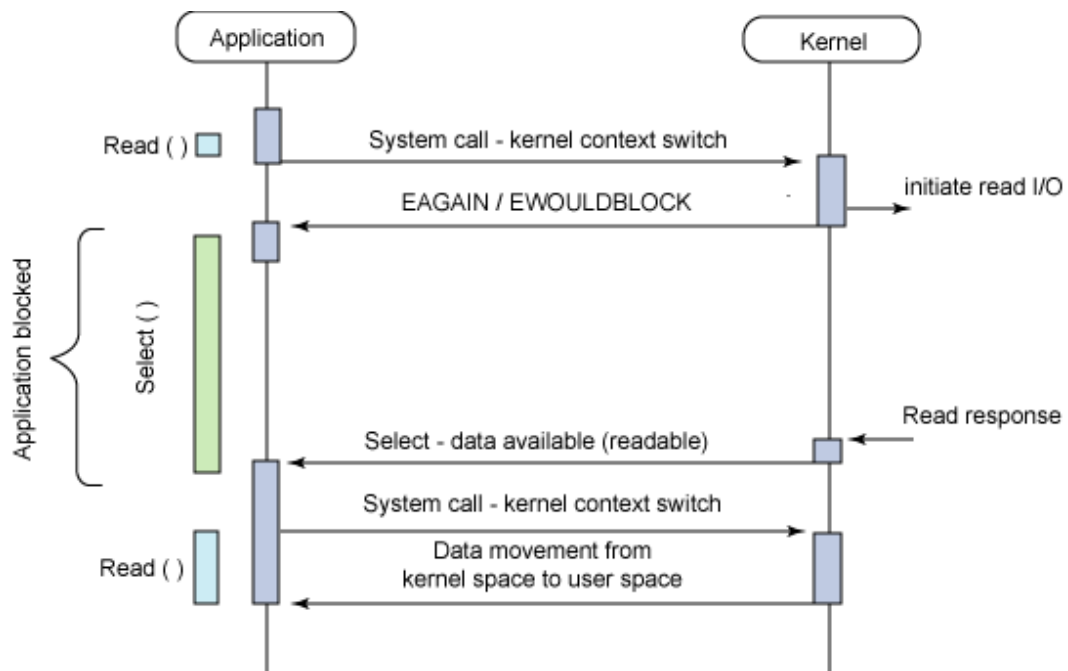 Application
Kernel
Read ( )
System call - kernel context switch
initiate read I/O
EAGAIN / EWOULDBLOCK
Application blocked
Select ( )
Read response
Select - data available (readable)
System call - kernel context switch
Read ( )
Data movement from
kernel space to user space